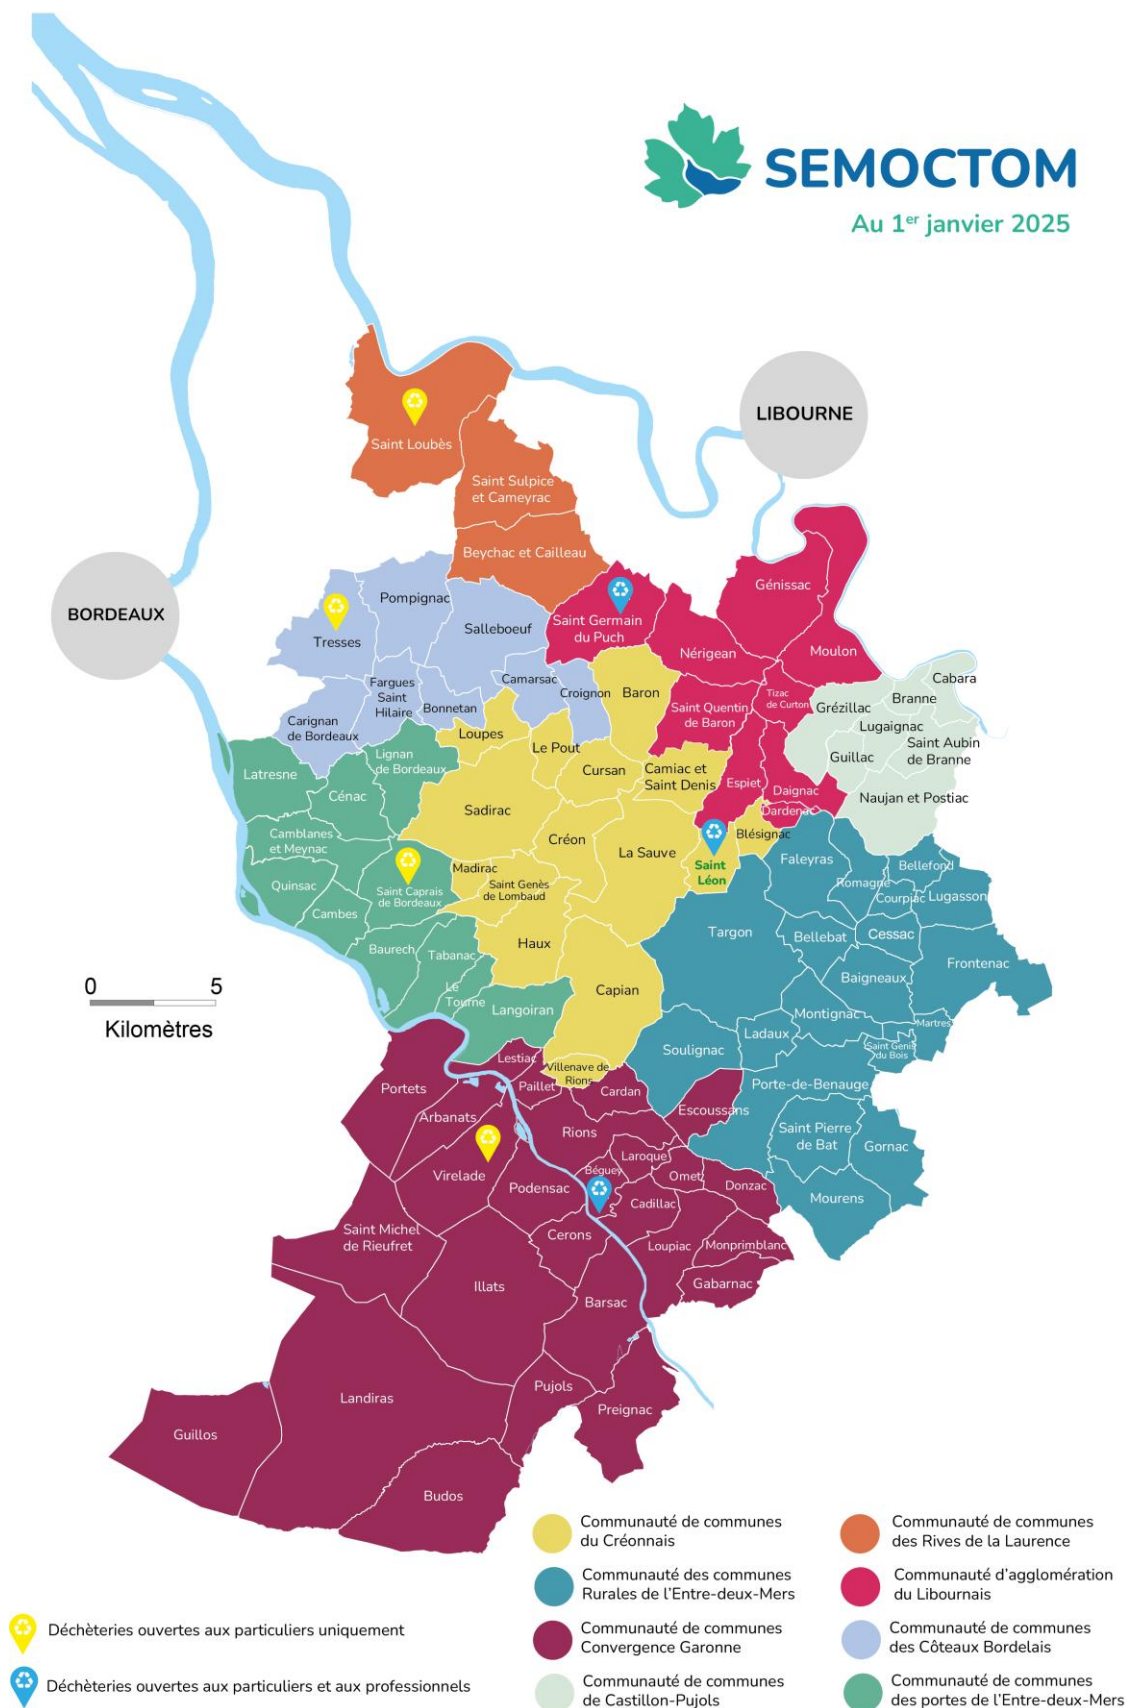 SEMOCTOM
Au 1er janvier 2025
LIBOURNE
BORDEAUX
Saint Loubès
Saint Sulpice
et Cameyrac
Beychac et Cailleau
Pompignac
Tresses
Salleboeuf
Saint Germain
du Puch
Génissac
Nérigean
Moulon
Fargues
Saint
Hilaire
Camarsac
Croignon
Bonnetan
Carignan
de Bordeaux
Baron
Saint Quentin
de Baron
Tizac
de Curton
Cabara
Branne
Grézillac
Lugaignac
Guillac
Saint Aubin
de Branne
Naujan et Postiac
Loupes
Le Pout
Cursan
Camiac et
Saint Denis
Espiet
Daignac
Dardenac
Blésignac
Latresne
Lignan
de Bordeaux
Cénac
Sadirac
Créon
La Sauve
Saint
Léon
Camblanes
et Meynac
Quinsac
Cambes
Saint Caprais
de Bordeaux
Madirac
Saint Genès
de Lombaud
Haux
Capian
Baurech
Tabanac
Le
Tourne
Langoiran
Faleyras
Romagne
Bellefond
Courpiac
Lugasson
Targon
Bellebat
Cessac
Baigneaux
Frontenac
Montignac
Martres
Ladaux
Saint Genis
du Bois
Soulignac
Porte-de-Benauge
Saint Pierre
de Bat
Gornac
Mourens
0
5
Kilomètres
Lestiac
Villenave de
Rions
Paillet
Cardan
Escoussans
Portets
Arbanats
Rions
Virelade
Podensac
Béguey
Laroque
Omet
Donzac
Cadillac
Saint Michel
de Rieufret
Cerons
Loupiac
Monprimblanc
Gabarnac
Illats
Barsac
Landiras
Pujols
Preignac
Guillos
Budos
Communauté de communes
du Créonnais
Communauté des communes
Rurales de l'Entre-deux-Mers
Communauté de communes
Convergence Garonne
Communauté de communes
de Castillon-Pujols
Communauté de communes
des Rives de la Laurence
Communauté d'agglomération
du Libournais
Communauté de communes
des Côteaux Bordelais
Communauté de communes
des portes de l'Entre-deux-Mers
Déchèteries ouvertes aux particuliers uniquement
Déchèteries ouvertes aux particuliers et aux professionnels